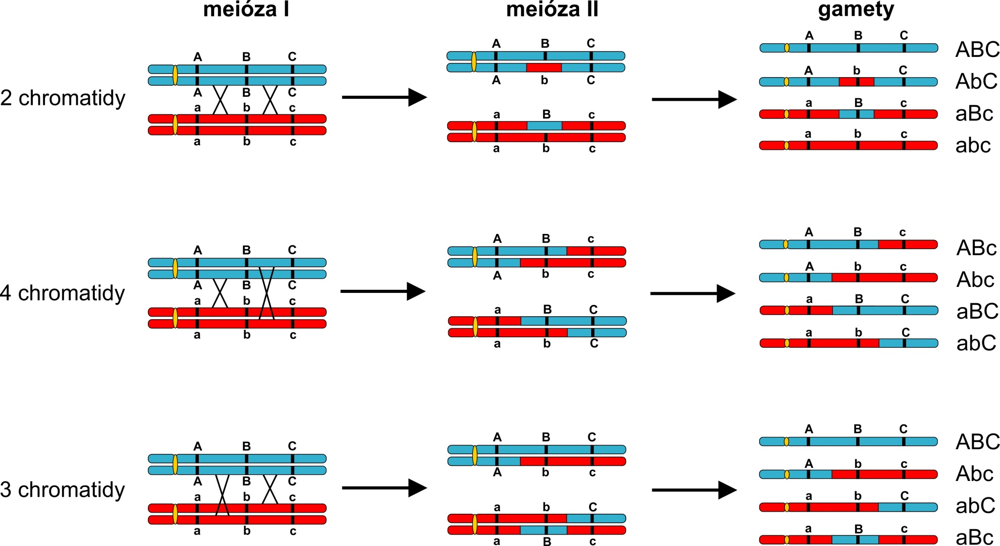 meióza I meióza II gamety
2 chromatidy
A B C
A B C
a b c
a b c
A B C
A b C
a B c
a b c
A B C
ABC
A b C
AbC
a B c
aBc
a b c
abc
4 chromatidy
A B C
A B C
a b c
a b c
A B c
A b c
a B C
a b C
A B c
ABc
A b c
Abc
a B C
aBC
a b C
abC
3 chromatidy
A B C
A B C
a b c
a b c
A B C
A b c
a b C
a B c
A B C
ABC
A b c
Abc
a b C
abC
a B c
aBc